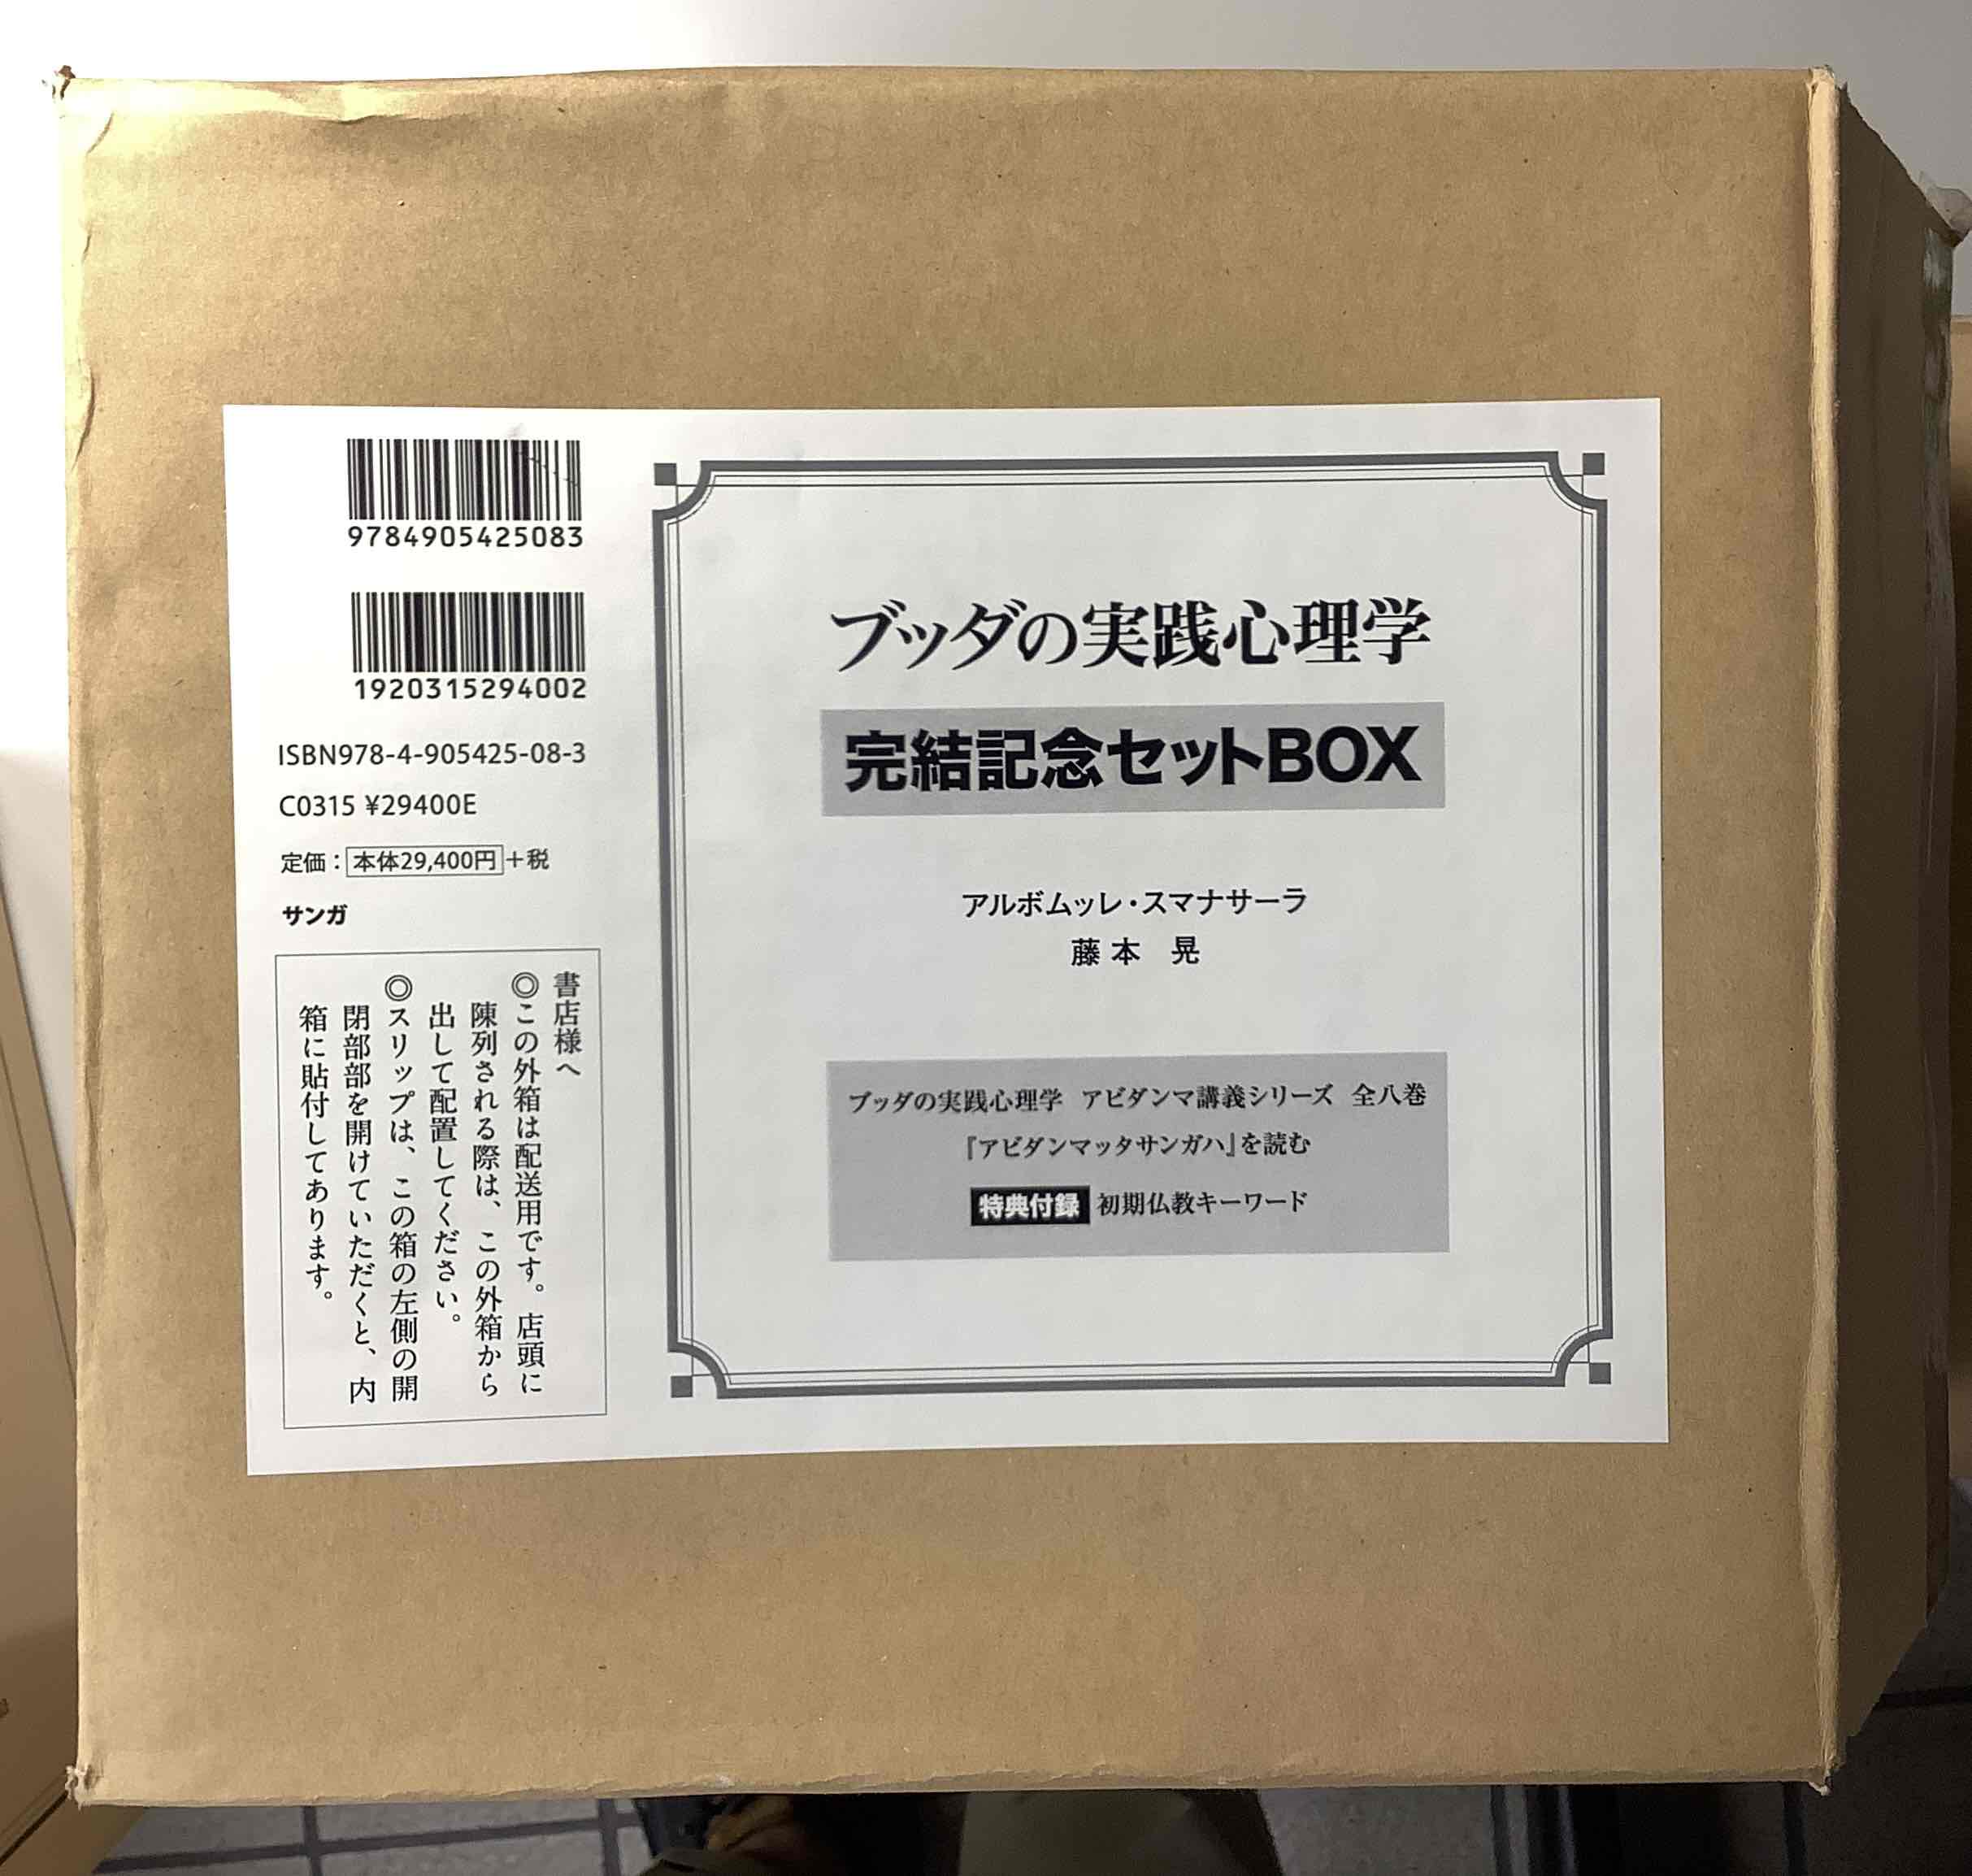 9784905425083
1920315294002
ISBN978-4-905425-08-3
C0315 ¥29400E
定価：本体29,400円＋税
サンガ
書店様へ
◎この外箱は配送用です。店頭に
陳列される際は、この外箱から
出して配置してください。
◎スリップは、この箱の左側の開
閉部部を開けていただくと、内
箱に貼付してあります。
ブッダの実践心理学
完結記念セットBOX
アルボムッレ・スマナサーラ
藤本 晃
ブッダの実践心理学 アビダンマ講義シリーズ 全八巻
『アビダンマッタサンガハ』を読む
特典付録 初期仏教キーワード